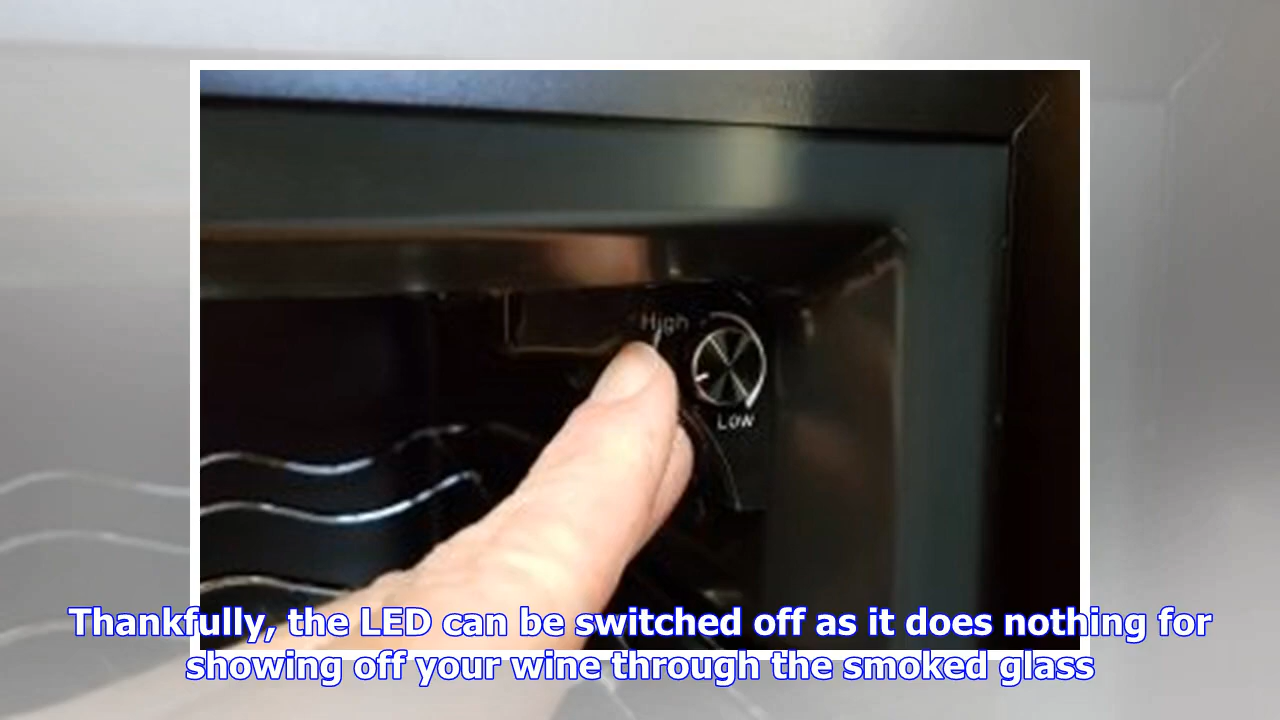 High
Low
Thankfully, the LED can be switched off as it does nothing for
showing off your wine through the smoked glass